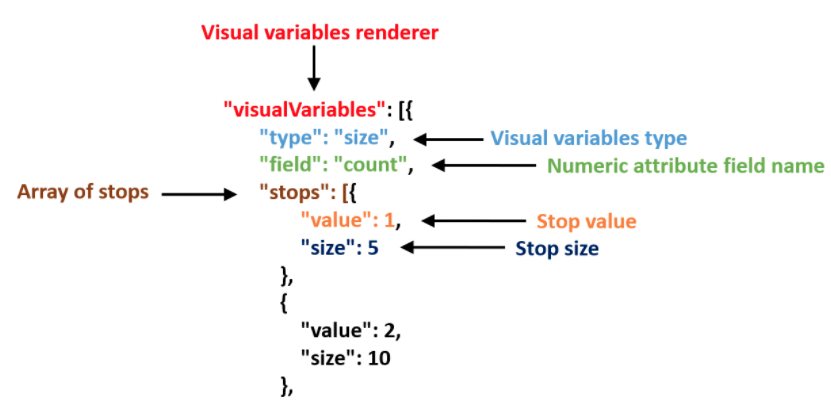 Visual variables renderer
"visualVariables": [{
"type": "size", Visual variables type
"field": "count", Numeric attribute field name
Array of stops "stops": [{
"value": 1, Stop value
"size": 5 Stop size
},
{
"value": 2,
"size": 10
},